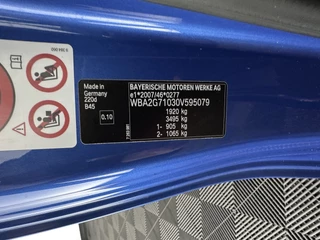 Made in
Germany
220d
B45
0.10
BAYERISCHE MOTOREN WERKE AG
e1*2007/46*0277
WBA2G71030V595079
1920 kg
3495 kg
1- 905 kg
2- 1065 kg